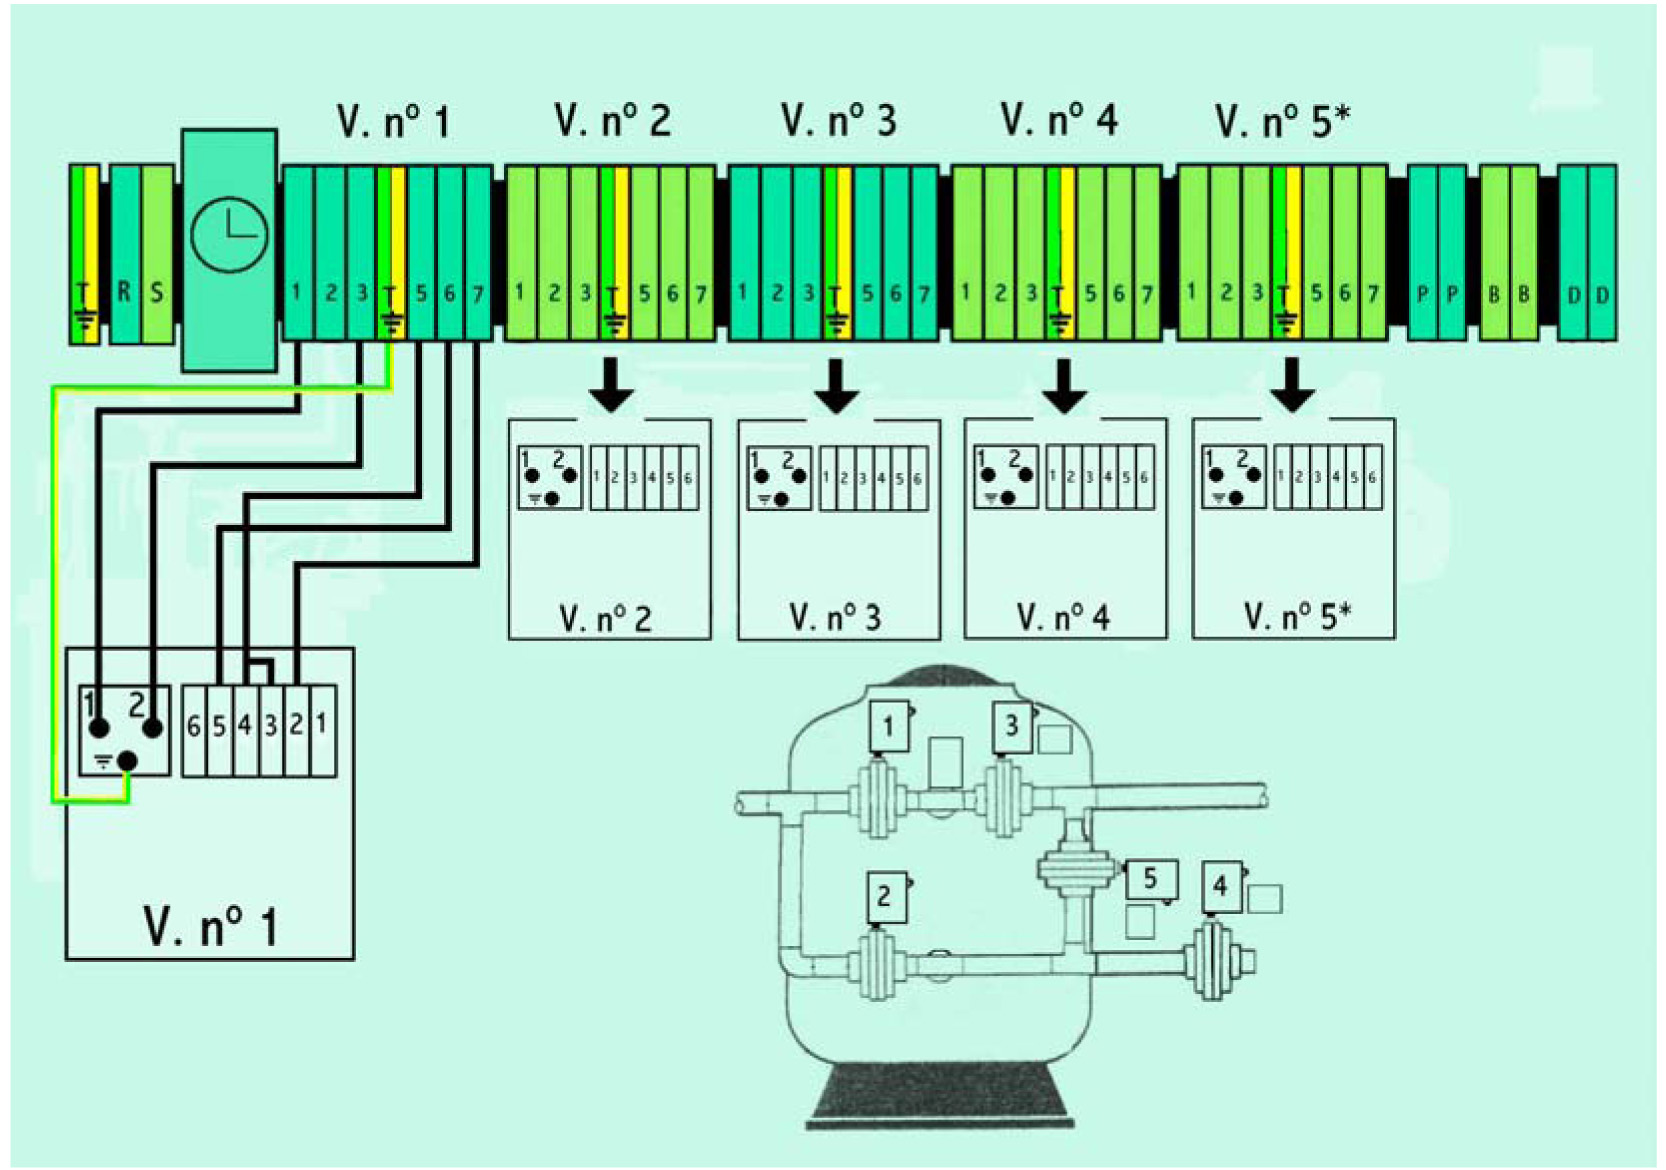 V. nº 1 V. nº 2 V. nº 3 V. nº 4 V. nº 5*
T R S 1 2 3 T 5 6 7 1 2 3 T 5 6 7 1 2 3 T 5 6 7 1 2 3 T 5 6 7 1 2 3 T 5 6 7 P P B B D D
1 2 1 2 3 4 5 6 1 2 1 2 3 4 5 6 1 2 1 2 3 4 5 6 1 2 1 2 3 4 5 6
V. nº 2 V. nº 3 V. nº 4 V. nº 5*
1 2 6 5 4 3 2 1
V. nº 1
1 3
5 4
2